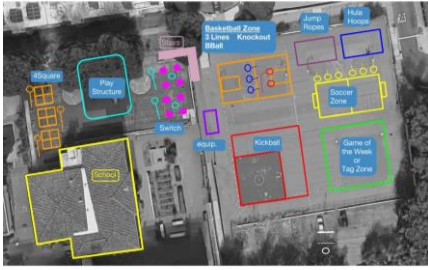 4Square
Play
Structure
Stairs
Switch
Basketball Zone
3 Lines Knockout
BBall
Jump
Ropes
Hula
Hoops
Soccer
Zone
equip.
Kickball
Game of
the Week
or
Tag Zone
School